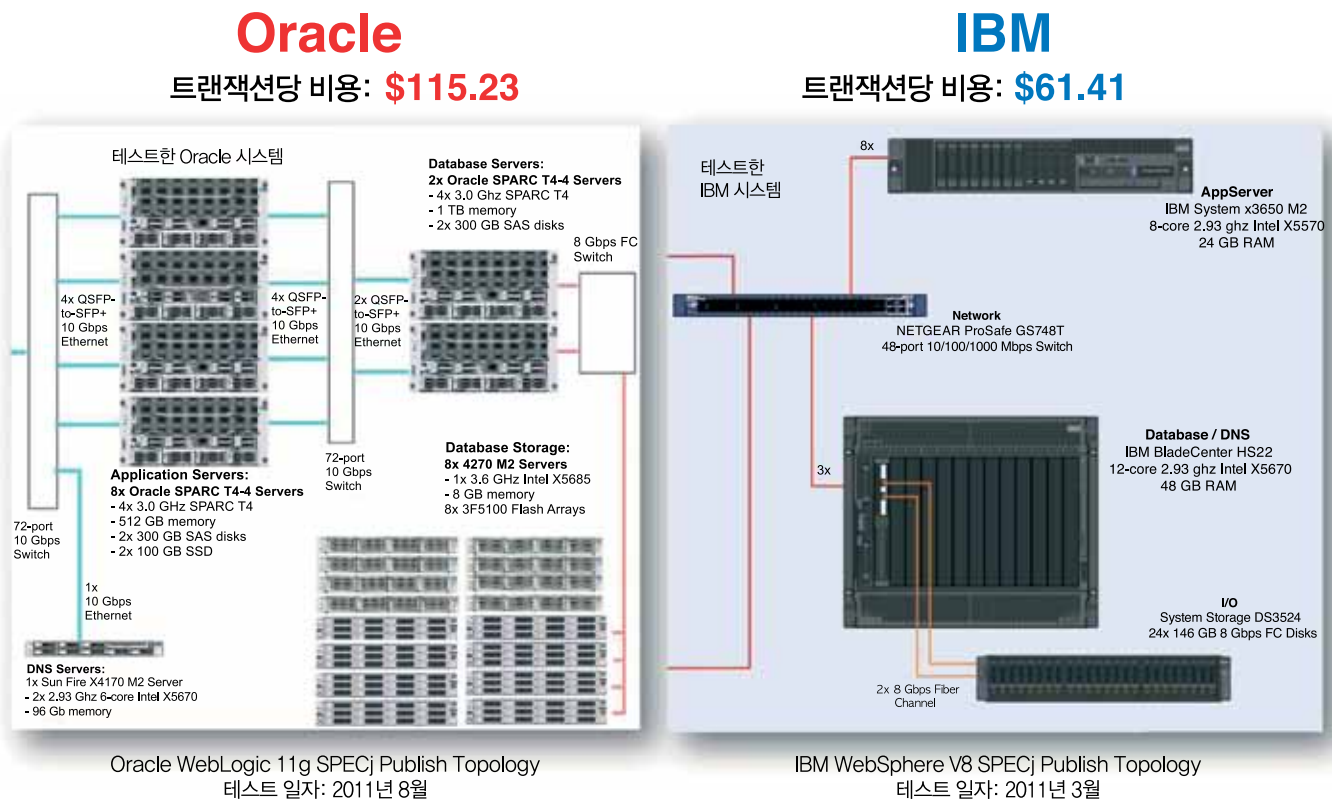 Oracle
트랜잭션당 비용: $115.23
테스트한 Oracle 시스템
Database Servers:
2x Oracle SPARC T4-4 Servers
- 4x 3.0 Ghz SPARC T4
- 1 TB memory
- 2x 300 GB SAS disks
8 Gbps FC
Switch
4x QSFP-
to-SFP+
10 Gbps
Ethernet
4x QSFP-
to-SFP+
10 Gbps
Ethernet
2x QSFP-
to-SFP+
10 Gbps
Ethernet
Application Servers:
8x Oracle SPARC T4-4 Servers
- 4x 3.0 GHz SPARC T4
- 512 GB memory
- 2x 300 GB SAS disks
- 2x 100 GB SSD
72-port
10 Gbps
Switch
Database Storage:
8x 4270 M2 Servers
- 1x 3.6 GHz Intel X5685
- 8 GB memory
8x 3F5100 Flash Arrays
72-port
10 Gbps
Switch
1x
10 Gbps
Ethernet
DNS Servers:
1x Sun Fire X4170 M2 Server
- 2x 2.93 Ghz 6-core Intel X5670
- 96 Gb memory
Oracle WebLogic 11g SPECj Publish Topology
테스트 일자: 2011년 8월
IBM
트랜잭션당 비용: $61.41
테스트한
IBM 시스템
8x
AppServer
IBM System x3650 M2
8-core 2.93 ghz Intel X5570
24 GB RAM
Network
NETGEAR ProSafe GS748T
48-port 10/100/1000 Mbps Switch
3x
Database / DNS
IBM BladeCenter HS22
12-core 2.93 ghz Intel X5670
48 GB RAM
I/O
System Storage DS3524
24x 146 GB 8 Gbps FC Disks
2x 8 Gbps Fiber
Channel
IBM WebSphere V8 SPECj Publish Topology
테스트 일자: 2011년 3월